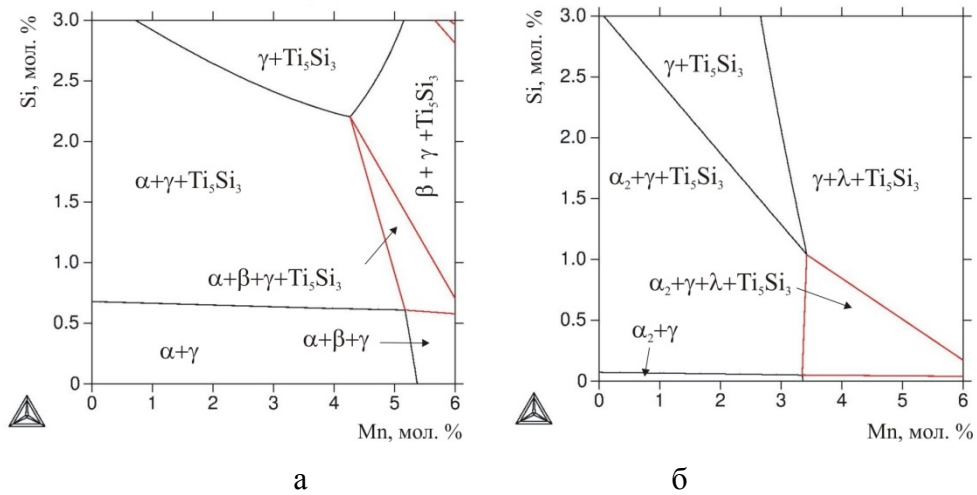 Si, мол. %
3.0
2.5
2.0
1.5
1.0
0.5
0
0 1 2 3 4 5 6
Mn, мол. %
γ+Ti₅Si₃
β + γ +Ti₅Si₃
α+γ+Ti₅Si₃
α+β+γ+Ti₅Si₃
α+β+γ
α+γ
а
Si, мол. %
3.0
2.5
2.0
1.5
1.0
0.5
0
0 1 2 3 4 5 6
Mn, мол. %
γ+Ti₅Si₃
α₂+γ+Ti₅Si₃
γ+λ+Ti₅Si₃
α₂+γ+λ+Ti₅Si₃
α₂+γ
б